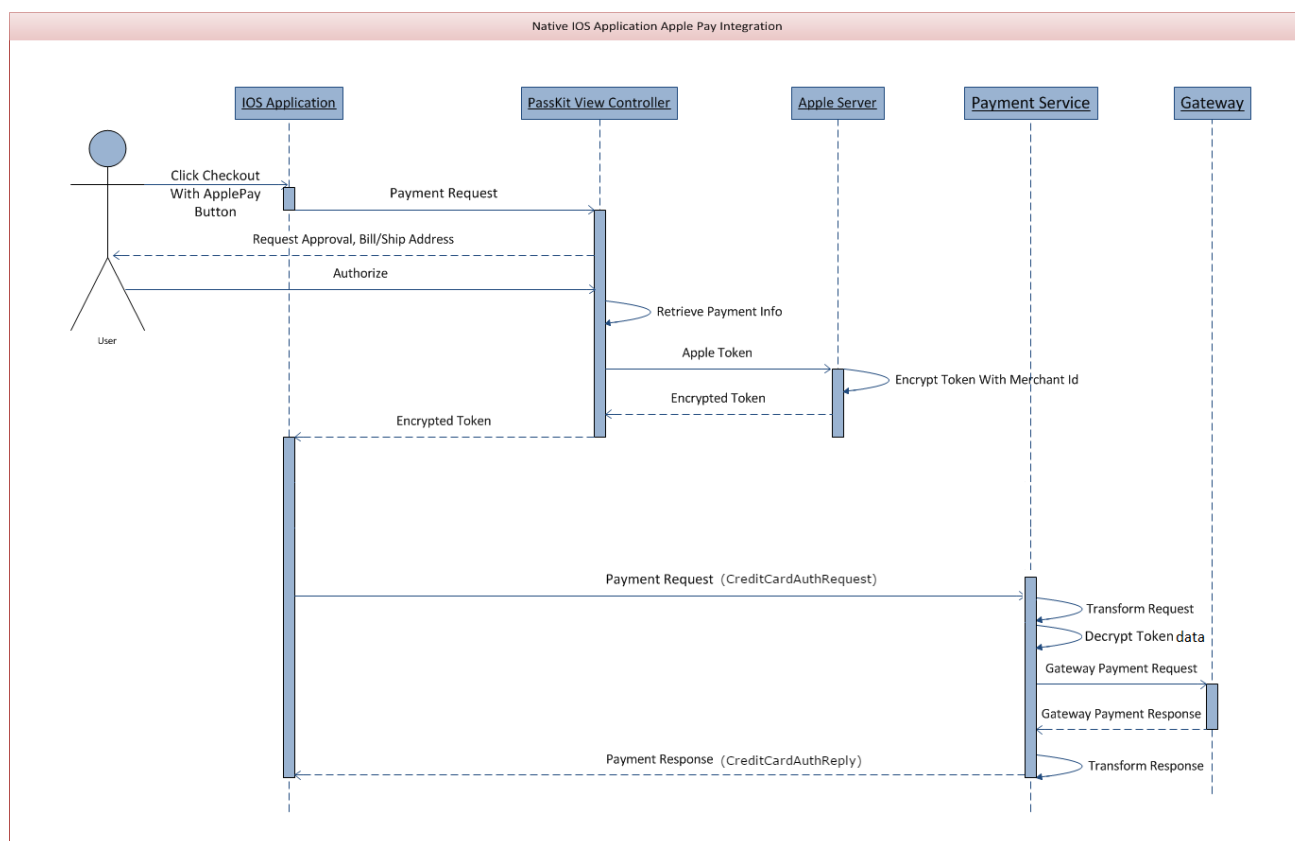 Native IOS Application Apple Pay Integration
IOS Application
PassKit View Controller
Apple Server
Payment Service
Gateway
Click Checkout
With ApplePay
Button
Payment Request
Request Approval, Bill/Ship Address
Authorize
Retrieve Payment Info
User
Apple Token
Encrypt Token With Merchant Id
Encrypted Token
Encrypted Token
Payment Request (CreditCardAuthRequest)
Transform Request
Decrypt Token data
Gateway Payment Request
Gateway Payment Response
Payment Response (CreditCardAuthReply)
Transform Response